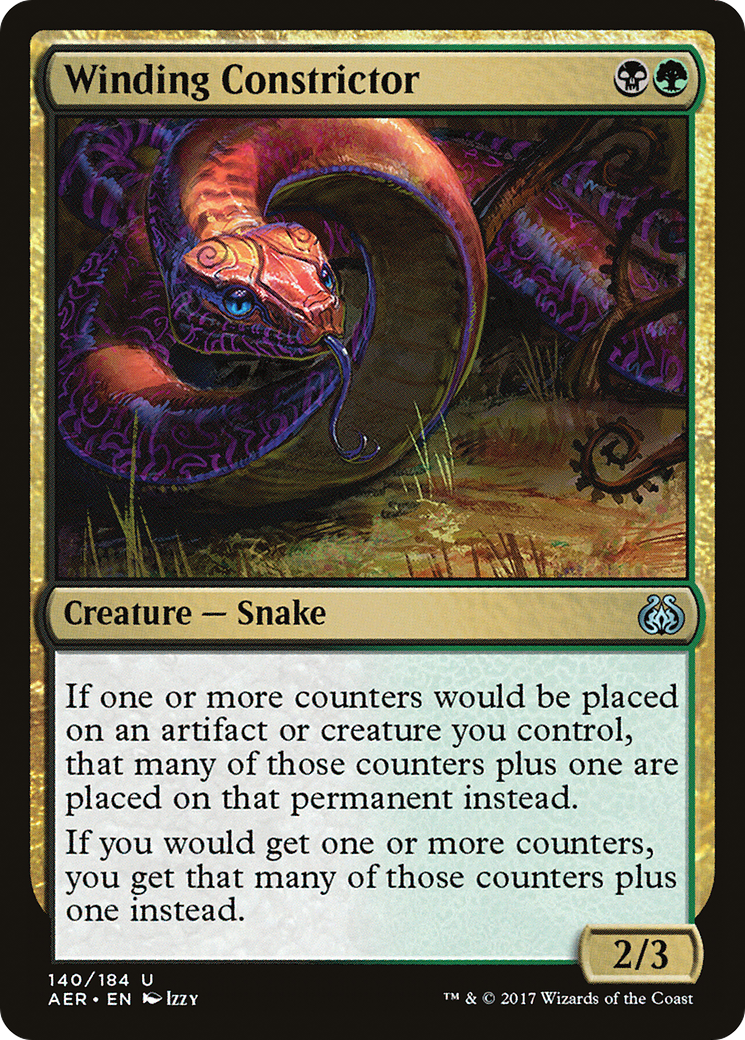 Winding Constrictor
Creature — Snake
If one or more counters would be placed
on an artifact or creature you control,
that many of those counters plus one are
placed on that permanent instead.
If you would get one or more counters,
you get that many of those counters plus
one instead.
2/3
140/184 U
AER • EN Izzy
™ & © 2017 Wizards of the Coast